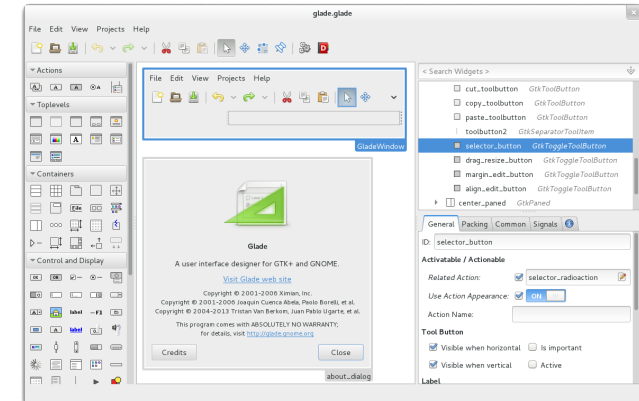 glade.glade
File Edit View Projects Help
Actions
Toplevels
Containers
Control and Display
File Edit View Projects Help
GladeWindow
Glade
A user interface designer for GTK+ and GNOME.
Visit Glade web site
Copyright © 2001-2006 Ximian, Inc.
Copyright © 2001-2006 Joaquin Cuenca Abela, Paolo Borelli, et al.
Copyright © 2004-2013 Tristan Van Berkom, Juan Pablo Ugarte, et al.
This program comes with ABSOLUTELY NO WARRANTY;
for details, visit http://glade.gnome.org
Credits Close
about_dialog
< Search Widgets >
cut_toolbutton GtkToolButton
copy_toolbutton GtkToolButton
paste_toolbutton GtkToolButton
toolbutton2 GtkSeparatorToolItem
selector_button GtkToggleToolButton
drag_resize_button GtkToggleToolButton
margin_edit_button GtkToggleToolButton
align_edit_button GtkToggleToolButton
center_paned GtkPaned
General Packing Common Signals
ID: selector_button
Activatable / Actionable
Related Action: selector_radioaction
Use Action Appearance: ON
Action Name:
Tool Button
Visible when horizontal Is important
Visible when vertical Active
Label